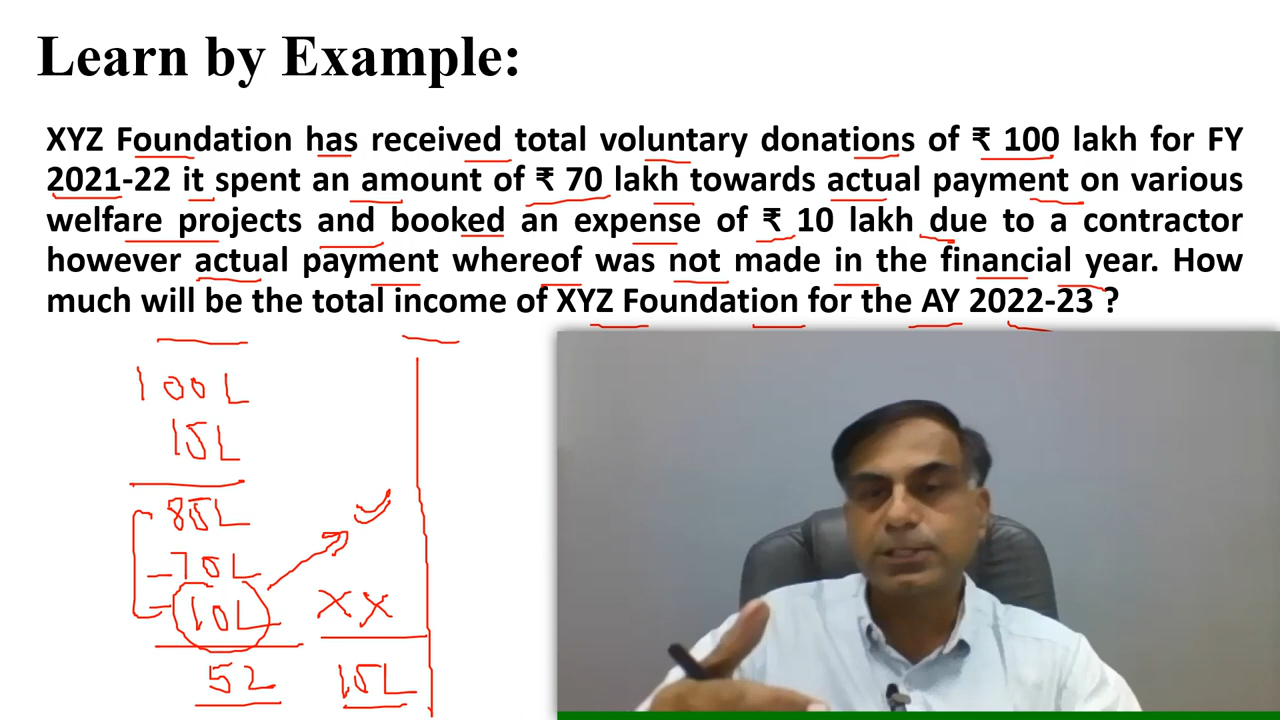 Learn by Example:
XYZ Foundation has received total voluntary donations of ₹ 100 lakh for FY
2021-22 it spent an amount of ₹ 70 lakh towards actual payment on various
welfare projects and booked an expense of ₹ 10 lakh due to a contractor
however actual payment whereof was not made in the financial year. How
much will be the total income of XYZ Foundation for the AY 2022-23 ?
100L
15L
85L
-70L
-10L XX
5L 15L